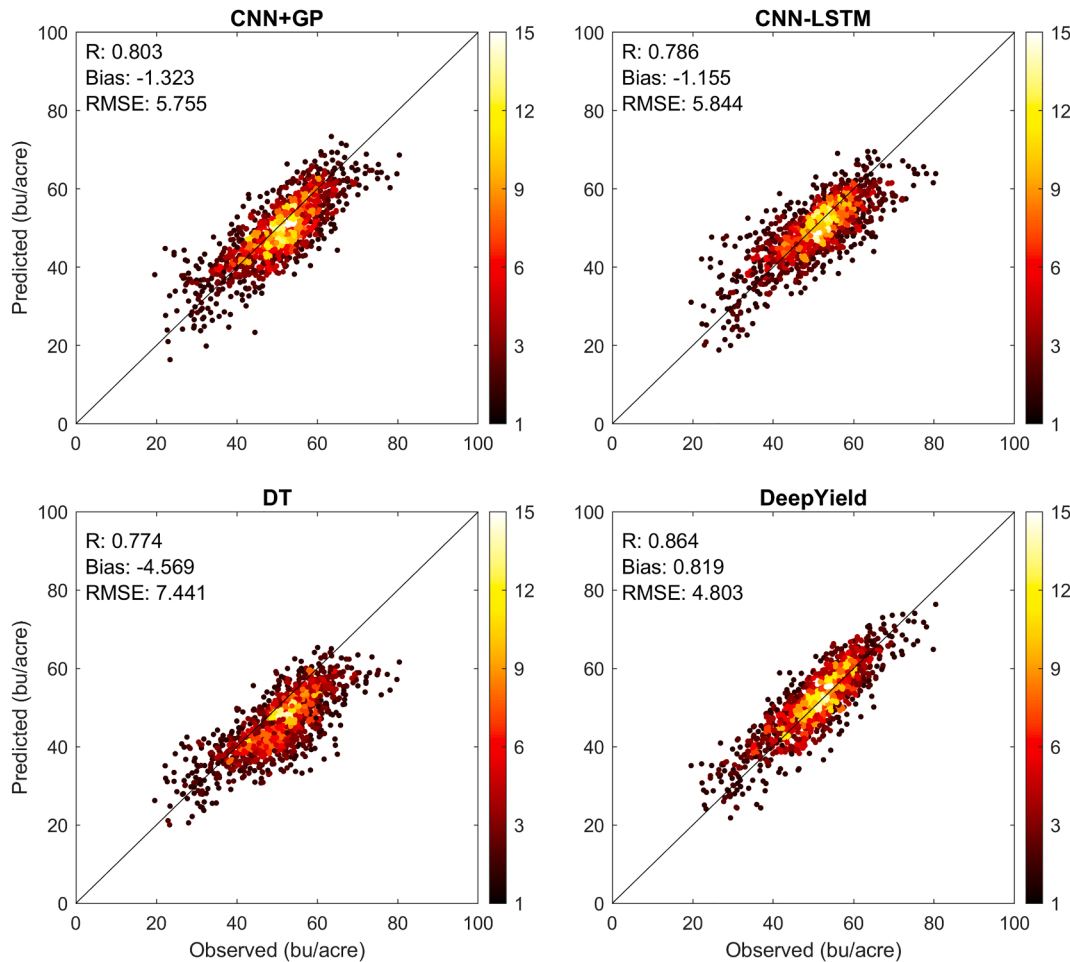 CNN+GP
R: 0.803
Bias: -1.323
RMSE: 5.755
Predicted (bu/acre)
100
80
60
40
20
0
0 20 40 60 80 100
15
12
9
6
3
1
CNN-LSTM
R: 0.786
Bias: -1.155
RMSE: 5.844
100
80
60
40
20
0
0 20 40 60 80 100
15
12
9
6
3
1
DT
R: 0.774
Bias: -4.569
RMSE: 7.441
Predicted (bu/acre)
100
80
60
40
20
0
0 20 40 60 80 100
Observed (bu/acre)
15
12
9
6
3
1
DeepYield
R: 0.864
Bias: 0.819
RMSE: 4.803
100
80
60
40
20
0
0 20 40 60 80 100
Observed (bu/acre)
15
12
9
6
3
1